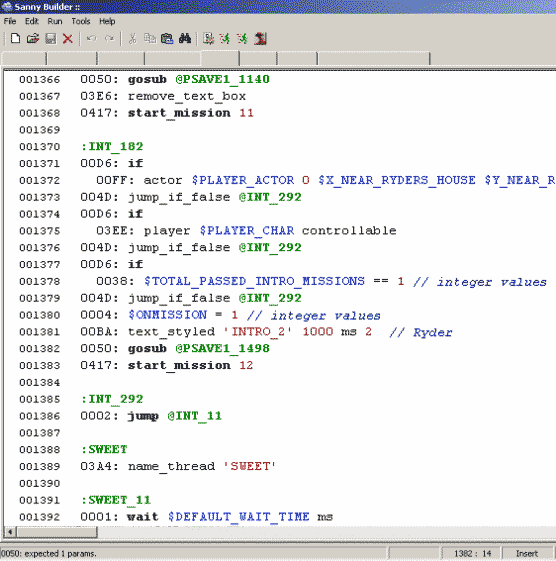 Sanny Builder ::
File Edit Run Tools Help
001366 0050: gosub @PSAVE1_1140
001367 03E6: remove_text_box
001368 0417: start_mission 11
001369
001370 :INT_182
001371 00D6: if
001372 00FF: actor $PLAYER_ACTOR 0 $X_NEAR_RYDERS_HOUSE $Y_NEAR_R
001373 004D: jump_if_false @INT_292
001374 00D6: if
001375 03EE: player $PLAYER_CHAR controllable
001376 004D: jump_if_false @INT_292
001377 00D6: if
001378 0038: $TOTAL_PASSED_INTRO_MISSIONS == 1 // integer values
001379 004D: jump_if_false @INT_292
001380 0004: $ONMISSION = 1 // integer values
001381 00BA: text_styled 'INTRO_2' 1000 ms 2 // Ryder
001382 0050: gosub @PSAVE1_1498
001383 0417: start_mission 12
001384
001385 :INT_292
001386 0002: jump @INT_11
001387
001388 :SWEET
001389 03A4: name_thread 'SWEET'
001390
001391 :SWEET_11
001392 0001: wait $DEFAULT_WAIT_TIME ms
0050: expected 1 params. 1382 : 14 Insert